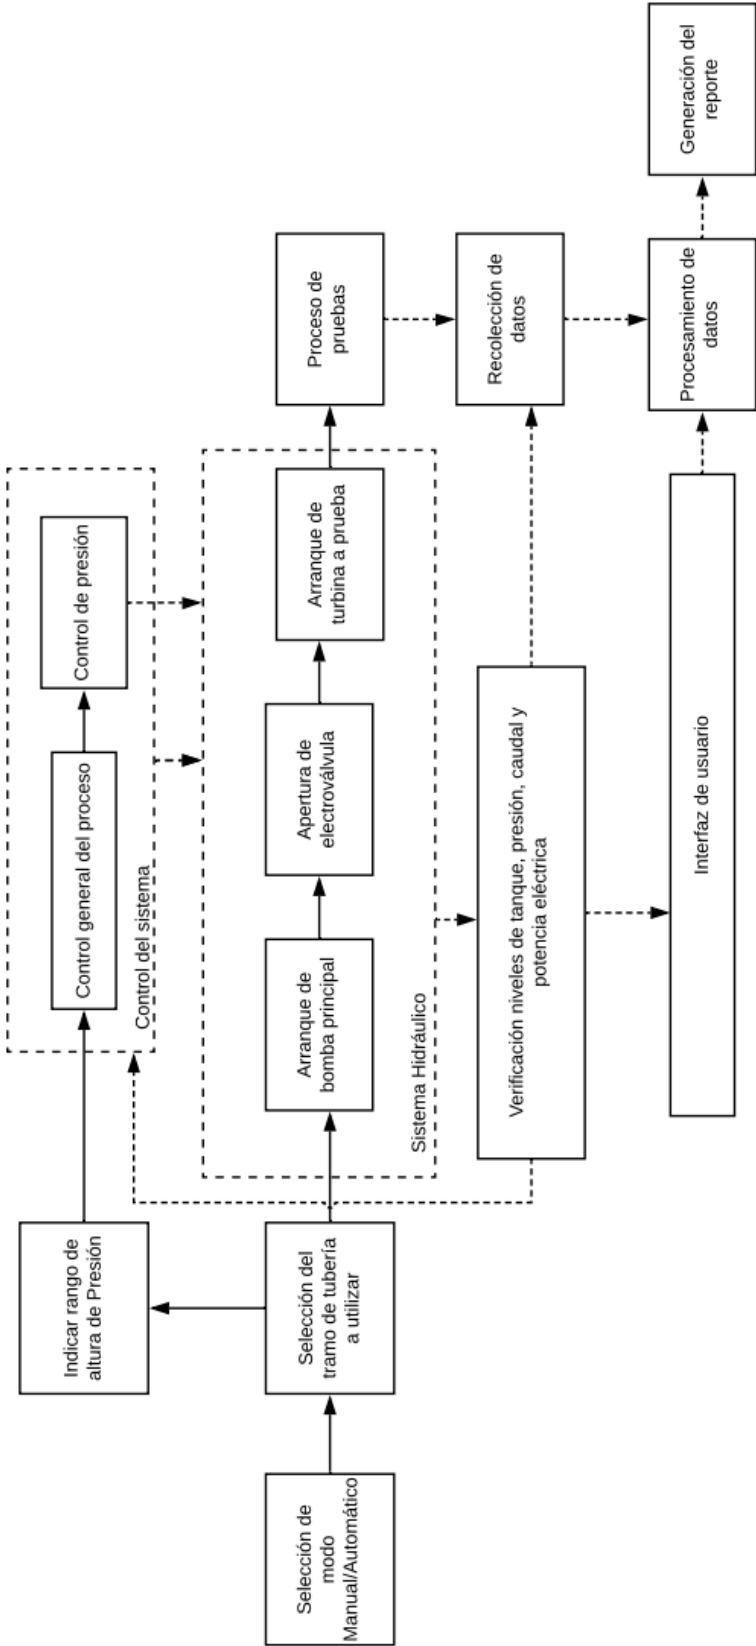 Selección de
modo
Manual/Automático
Selección del
tramo de tubería
a utilizar
Indicar rango de
altura de Presión
Control general del proceso
Control de presión
Control del sistema
Arranque de
bomba principal
Apertura de
electroválvula
Arranque de
turbina a prueba
Sistema Hidráulico
Proceso de
pruebas
Verificación niveles de tanque, presión, caudal y
potencia eléctrica
Recolección de
datos
Interfaz de usuario
Procesamiento de
datos
Generación del
reporte